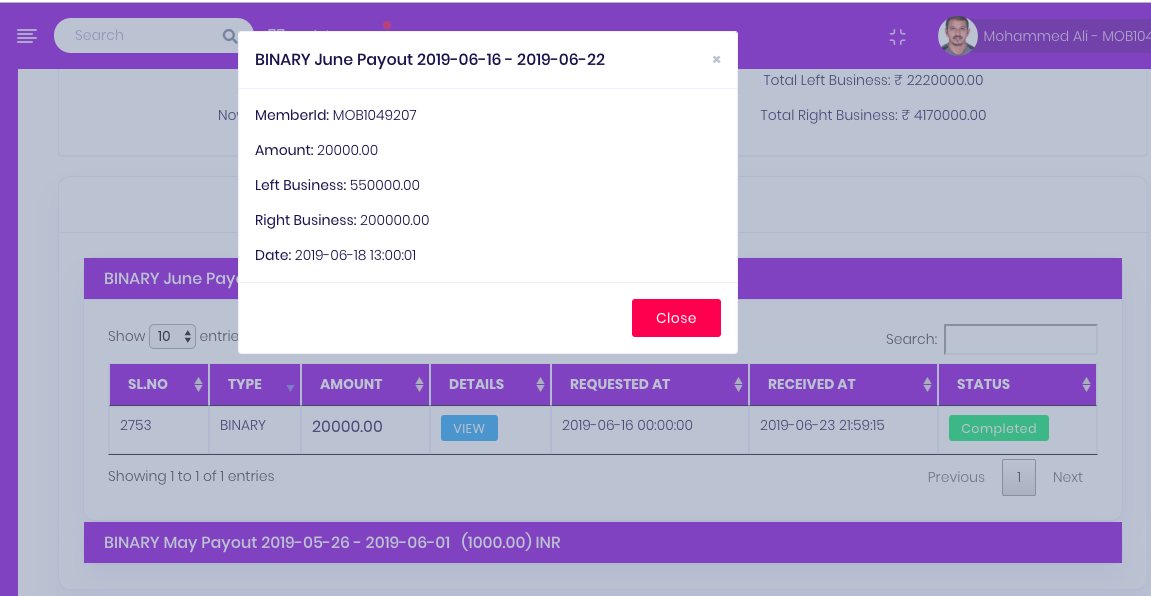 Search
Mohammed Ali - MOB104
BINARY June Payout 2019-06-16 - 2019-06-22
×
Total Left Business: ₹ 2220000.00
MemberId: MOB1049207
Total Right Business: ₹ 4170000.00
Amount: 20000.00
Left Business: 550000.00
Right Business: 200000.00
Date: 2019-06-18 13:00:01
BINARY June Payo
Close
Show 10 entrie
Search:
SL.NO TYPE AMOUNT DETAILS REQUESTED AT RECEIVED AT STATUS
2753 BINARY 20000.00 VIEW 2019-06-16 00:00:00 2019-06-23 21:59:15 Completed
Showing 1 to 1 of 1 entries
Previous 1 Next
BINARY May Payout 2019-05-26 - 2019-06-01 (1000.00) INR